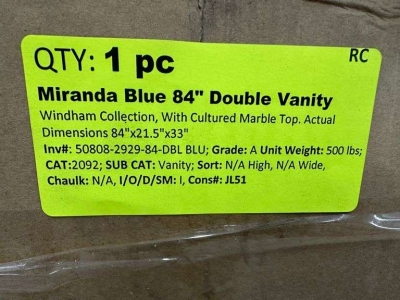 QTY: 1 pc RC
Miranda Blue 84" Double Vanity
Windham Collection, With Cultured Marble Top. Actual
Dimensions 84"x21.5"x33"
Inv#: 50808-2929-84-DBL BLU; Grade: A Unit Weight: 500 lbs;
CAT:2092; SUB CAT: Vanity; Sort: N/A High, N/A Wide,
Chaulk: N/A, I/O/D/SM: I, Cons#: JL51